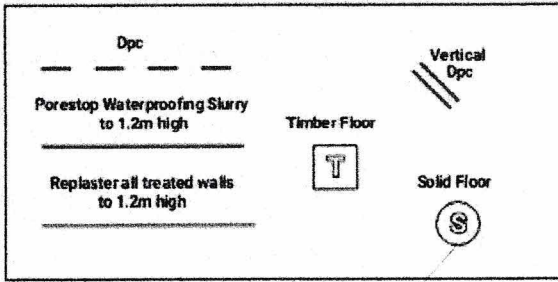 Dpc
Vertical
Dpc
Porestop Waterproofing Slurry
to 1.2m high
Timber Floor
T
Replaster all treated walls
to 1.2m high
Solid Floor
S